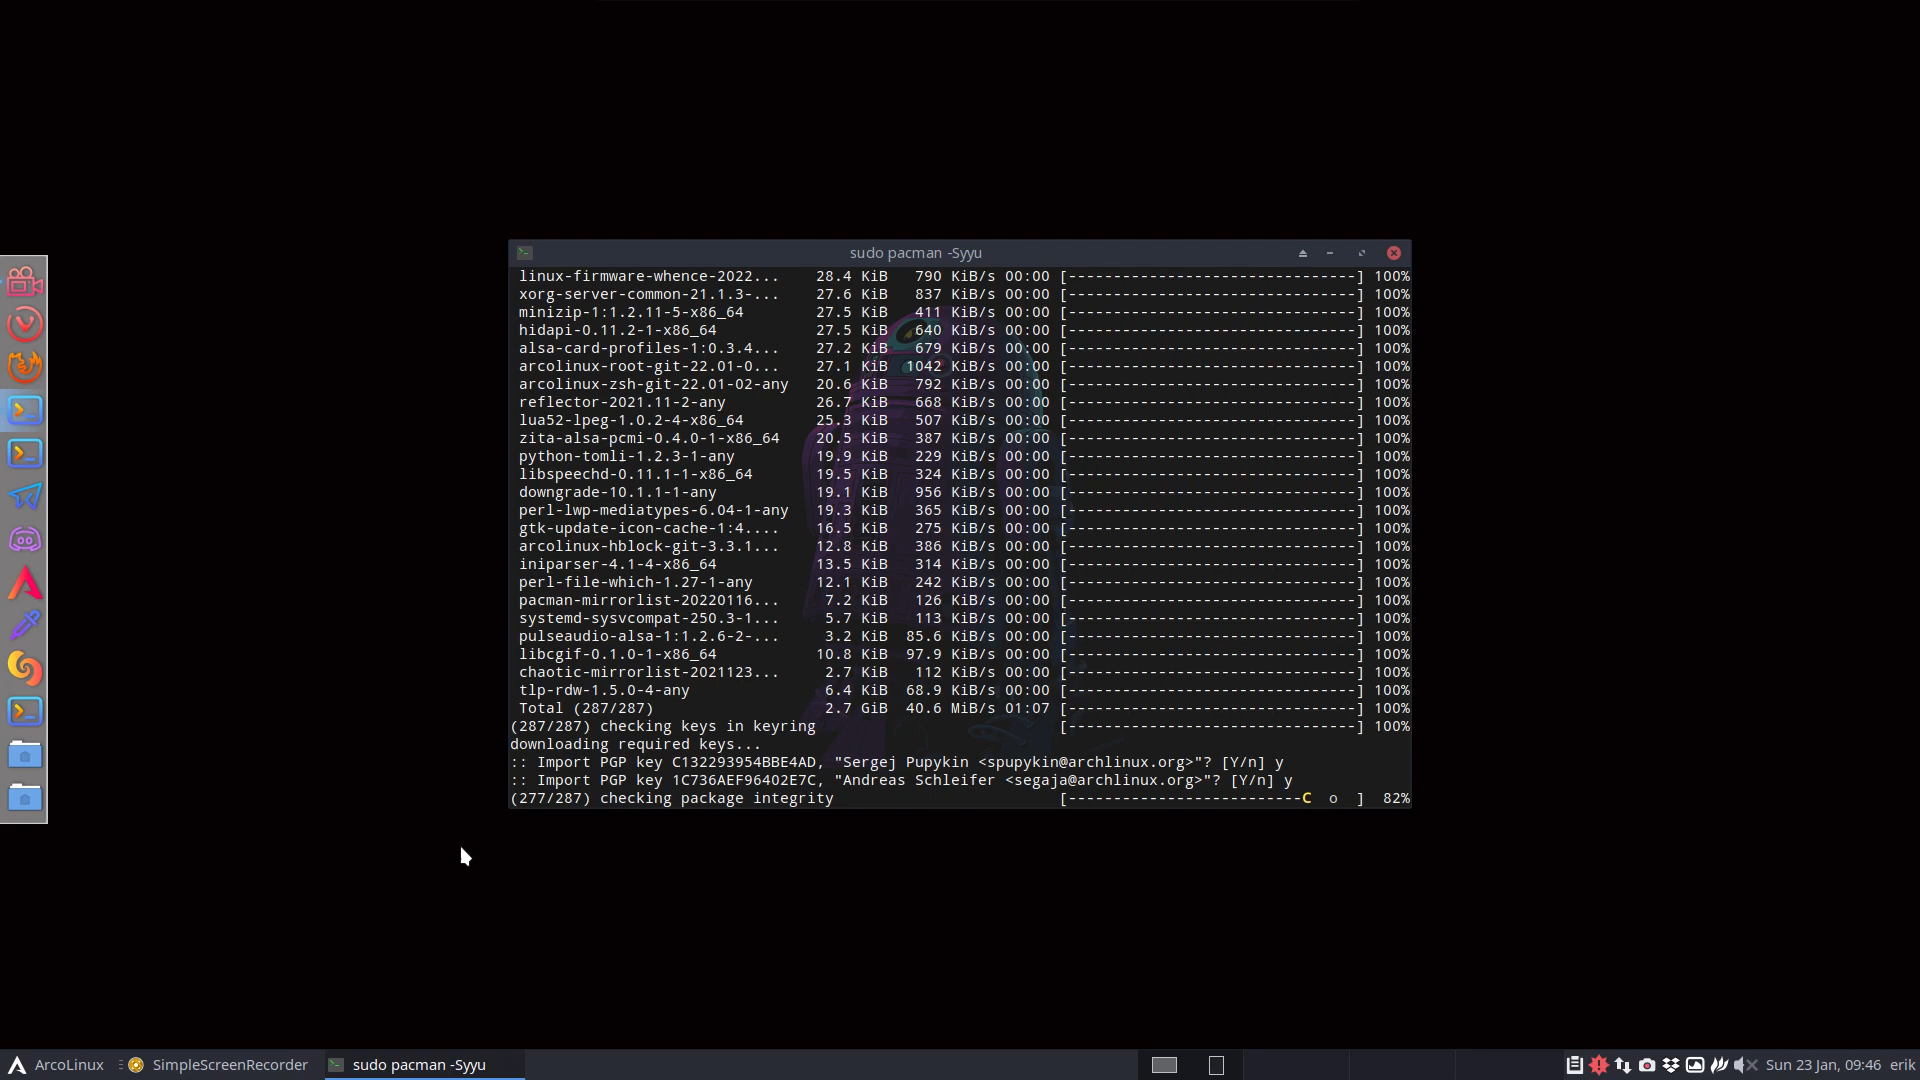 sudo pacman -Syyu
linux-firmware-whence-2022... 28.4 KiB 790 KiB/s 00:00 [--------------------------------] 100%
xorg-server-common-21.1.3-... 27.6 KiB 837 KiB/s 00:00 [--------------------------------] 100%
minizip-1:1.2.11-5-x86_64 27.5 KiB 411 KiB/s 00:00 [--------------------------------] 100%
hidapi-0.11.2-1-x86_64 27.5 KiB 640 KiB/s 00:00 [--------------------------------] 100%
alsa-card-profiles-1:0.3.4... 27.2 KiB 679 KiB/s 00:00 [--------------------------------] 100%
arcolinux-root-git-22.01-0... 27.1 KiB 1042 KiB/s 00:00 [--------------------------------] 100%
arcolinux-zsh-git-22.01-02-any 20.6 KiB 792 KiB/s 00:00 [--------------------------------] 100%
reflector-2021.11-2-any 26.7 KiB 668 KiB/s 00:00 [--------------------------------] 100%
lua52-lpeg-1.0.2-4-x86_64 25.3 KiB 507 KiB/s 00:00 [--------------------------------] 100%
zita-alsa-pcmi-0.4.0-1-x86_64 20.5 KiB 387 KiB/s 00:00 [--------------------------------] 100%
python-tomli-1.2.3-1-any 19.9 KiB 229 KiB/s 00:00 [--------------------------------] 100%
libspeechd-0.11.1-1-x86_64 19.5 KiB 324 KiB/s 00:00 [--------------------------------] 100%
downgrade-10.1.1-1-any 19.1 KiB 956 KiB/s 00:00 [--------------------------------] 100%
perl-lwp-mediatypes-6.04-1-any 19.3 KiB 365 KiB/s 00:00 [--------------------------------] 100%
gtk-update-icon-cache-1:4.... 16.5 KiB 275 KiB/s 00:00 [--------------------------------] 100%
arcolinux-hblock-git-3.3.1... 12.8 KiB 386 KiB/s 00:00 [--------------------------------] 100%
iniparser-4.1-4-x86_64 13.5 KiB 314 KiB/s 00:00 [--------------------------------] 100%
perl-file-which-1.27-1-any 12.1 KiB 242 KiB/s 00:00 [--------------------------------] 100%
pacman-mirrorlist-20220116... 7.2 KiB 126 KiB/s 00:00 [--------------------------------] 100%
systemd-sysvcompat-250.3-1... 5.7 KiB 113 KiB/s 00:00 [--------------------------------] 100%
pulseaudio-alsa-1:1.2.6-2-... 3.2 KiB 85.6 KiB/s 00:00 [--------------------------------] 100%
libcgif-0.1.0-1-x86_64 10.8 KiB 97.9 KiB/s 00:00 [--------------------------------] 100%
chaotic-mirrorlist-2021123... 2.7 KiB 112 KiB/s 00:00 [--------------------------------] 100%
tlp-rdw-1.5.0-4-any 6.4 KiB 68.9 KiB/s 00:00 [--------------------------------] 100%
Total (287/287) 2.7 GiB 40.6 MiB/s 01:07 [--------------------------------] 100%
(287/287) checking keys in keyring [--------------------------------] 100%
downloading required keys...
:: Import PGP key C132293954BBE4AD, "Sergej Pupykin <spupykin@archlinux.org>"? [Y/n] y
:: Import PGP key 1C736AEF96402E7C, "Andreas Schleifer <segaja@archlinux.org>"? [Y/n] y
(277/287) checking package integrity [--------------------------C  o  ] 82%
ArcoLinux SimpleScreenRecorder sudo pacman -Syyu Sun 23 Jan, 09:46 erik